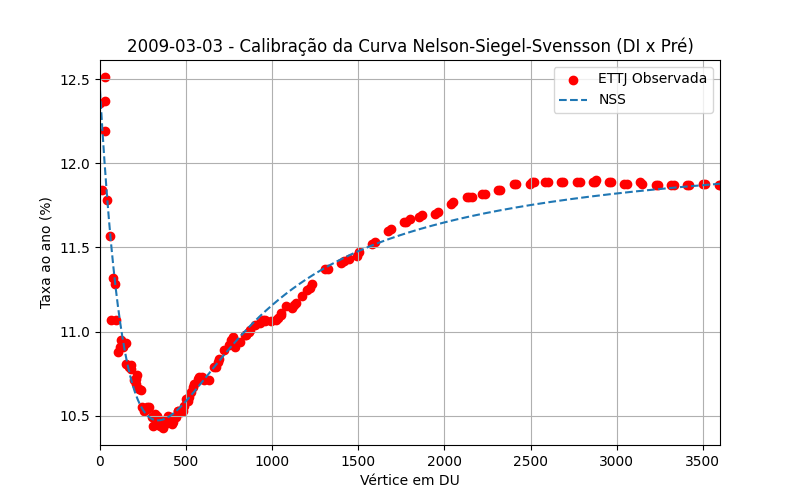 2009-03-03 - Calibração da Curva Nelson-Siegel-Svensson (DI x Pré)
ETTJ Observada
NSS
Taxa ao ano (%)
12.5
12.0
11.5
11.0
10.5
0 500 1000 1500 2000 2500 3000 3500
Vértice em DU